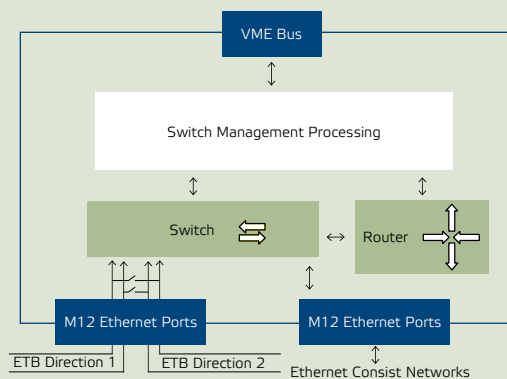 VME Bus
Switch Management Processing
Switch
Router
M12 Ethernet Ports
M12 Ethernet Ports
ETB Direction 1
ETB Direction 2
Ethernet Consist Networks